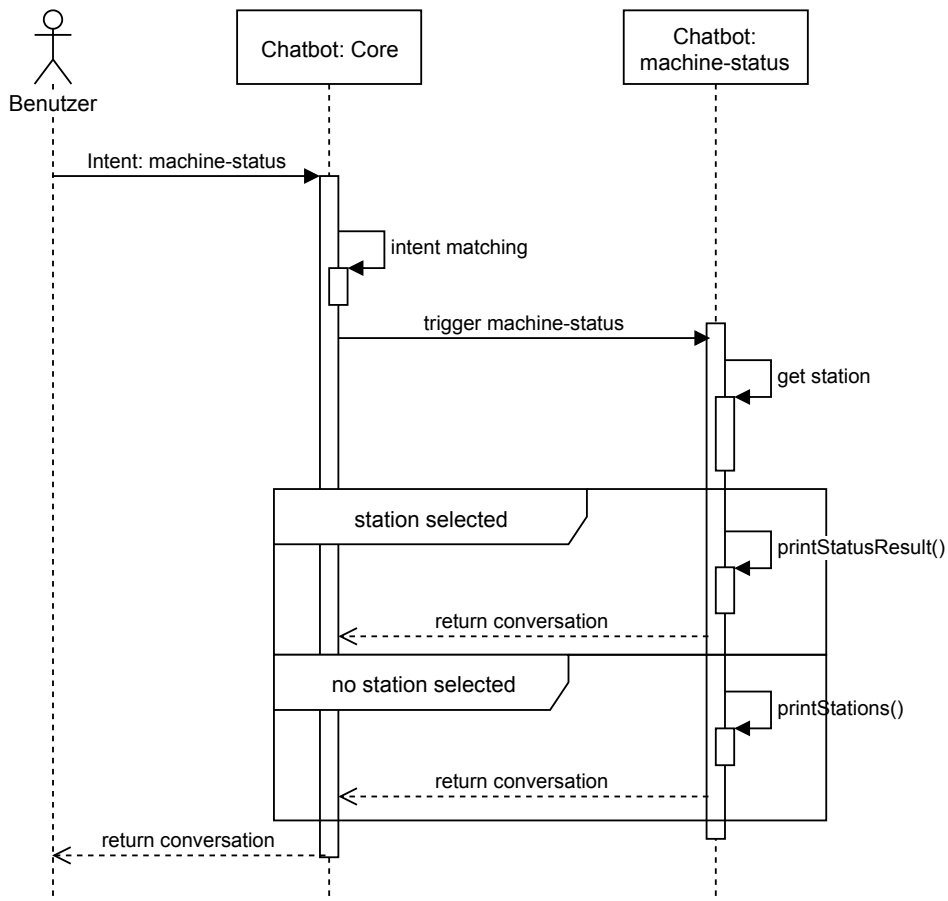 Benutzer
Chatbot: Core
Chatbot:
machine-status
Intent: machine-status
intent matching
trigger machine-status
get station
station selected
printStatusResult()
return conversation
no station selected
printStations()
return conversation
return conversation